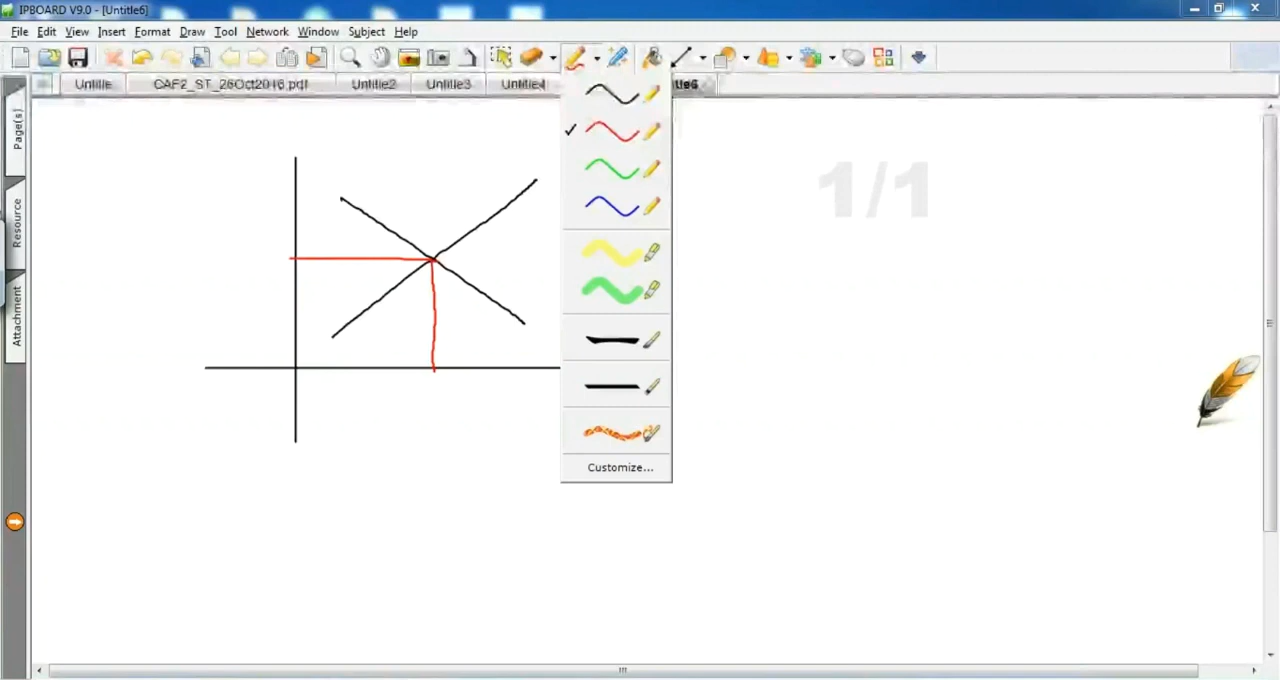 IPBOARD V9.0 - [Untitle6]
File Edit View Insert Format Draw Tool Network Window Subject Help
Untitle CAF2_ST_26Oct2016.pdf Untitle2 Untitle3 Untitle4 tle6
Page(s)
Resource
Attachment
1/1
Customize...